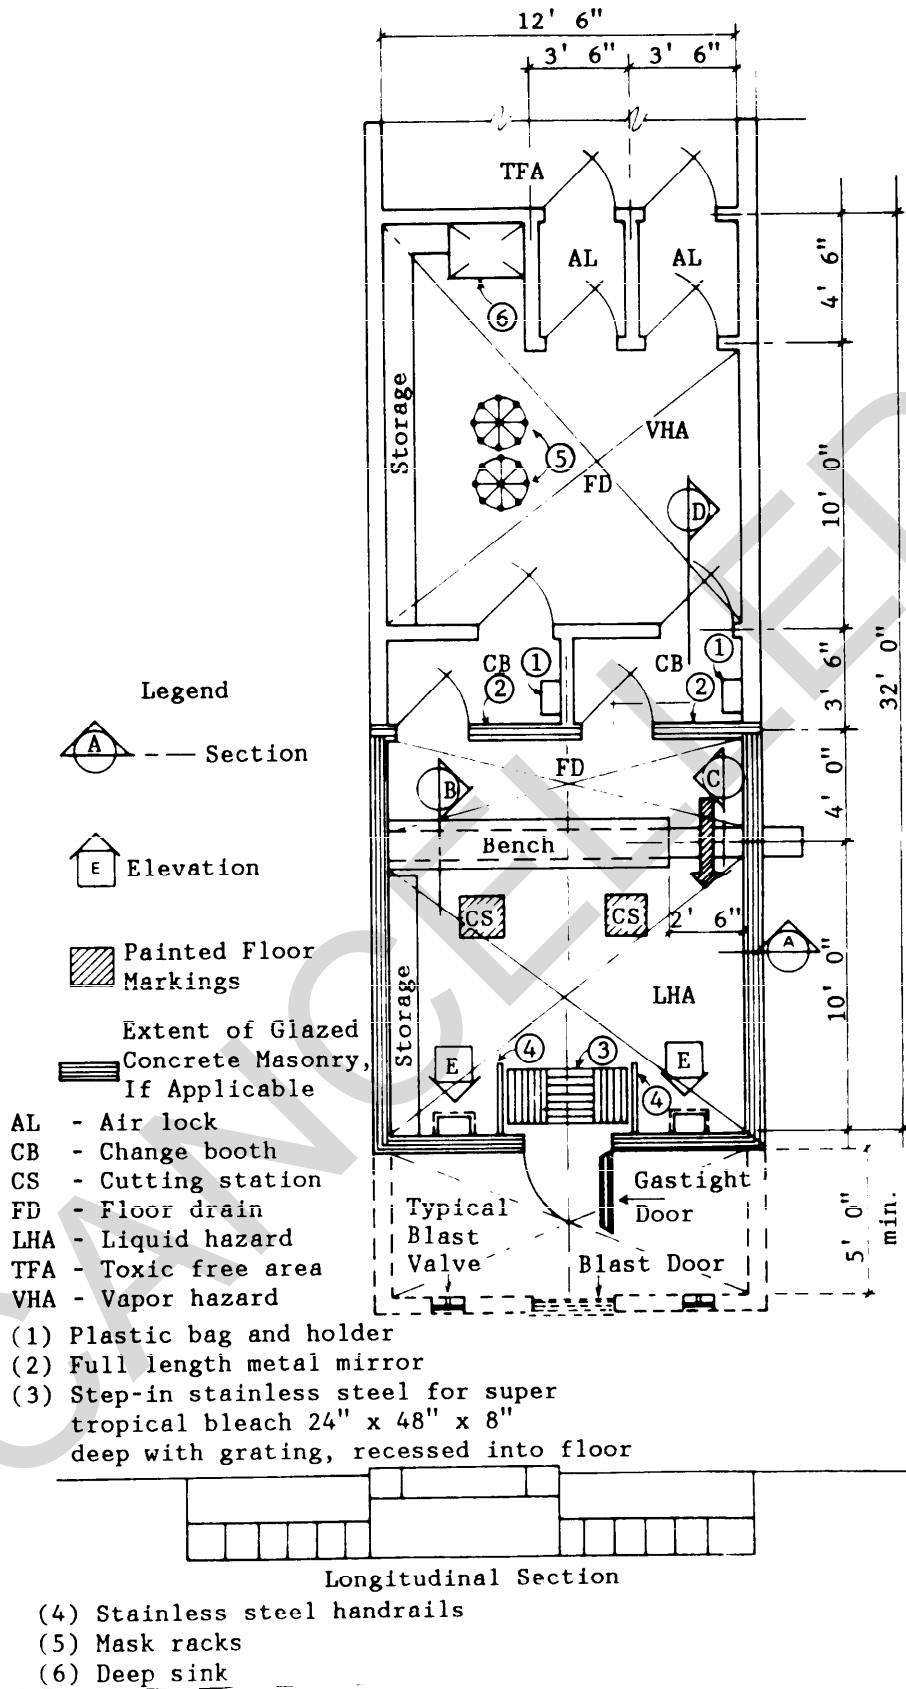 12' 6"
3' 6" 3' 6"
TFA
AL AL
4' 6"
6
Storage
VHA
5
FD
D
10' 0"
32' 0"
CB 1 CB 1
2 2
3' 6"
Legend
A Section
FD
B C
4' 0"
Bench
E Elevation
CS CS
2' 6"
A
Painted Floor
Markings
LHA
10' 0"
Storage
Extent of Glazed
Concrete Masonry,
If Applicable
4 3
E E
4
AL - Air lock
CB - Change booth
CS - Cutting station
FD - Floor drain
LHA - Liquid hazard
TFA - Toxic free area
VHA - Vapor hazard
Typical
Blast
Valve
Gastight
Door
Blast Door
5' 0"
min.
(1) Plastic bag and holder
(2) Full length metal mirror
(3) Step-in stainless steel for super
tropical bleach 24" x 48" x 8"
deep with grating, recessed into floor
Longitudinal Section
(4) Stainless steel handrails
(5) Mask racks
(6) Deep sink
CANCELLED